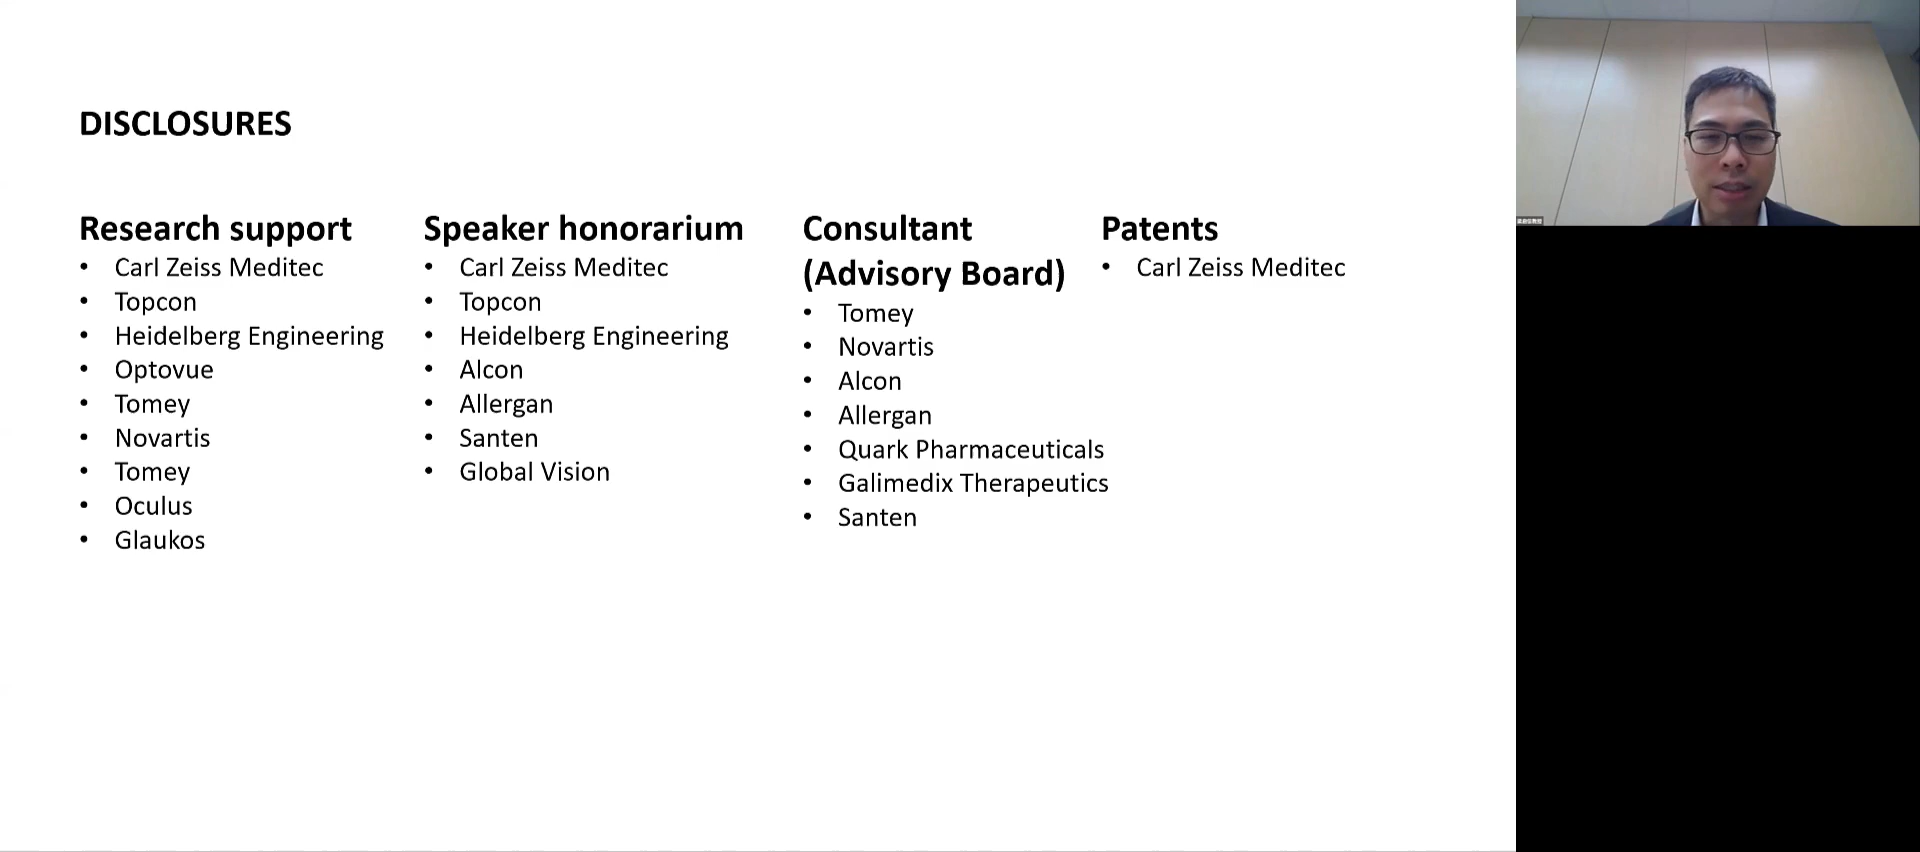 DISCLOSURES
Research support
• Carl Zeiss Meditec
• Topcon
• Heidelberg Engineering
• Optovue
• Tomey
• Novartis
• Tomey
• Oculus
• Glaukos
Speaker honorarium
• Carl Zeiss Meditec
• Topcon
• Heidelberg Engineering
• Alcon
• Allergan
• Santen
• Global Vision
Consultant
(Advisory Board)
• Tomey
• Novartis
• Alcon
• Allergan
• Quark Pharmaceuticals
• Galimedix Therapeutics
• Santen
Patents
• Carl Zeiss Meditec